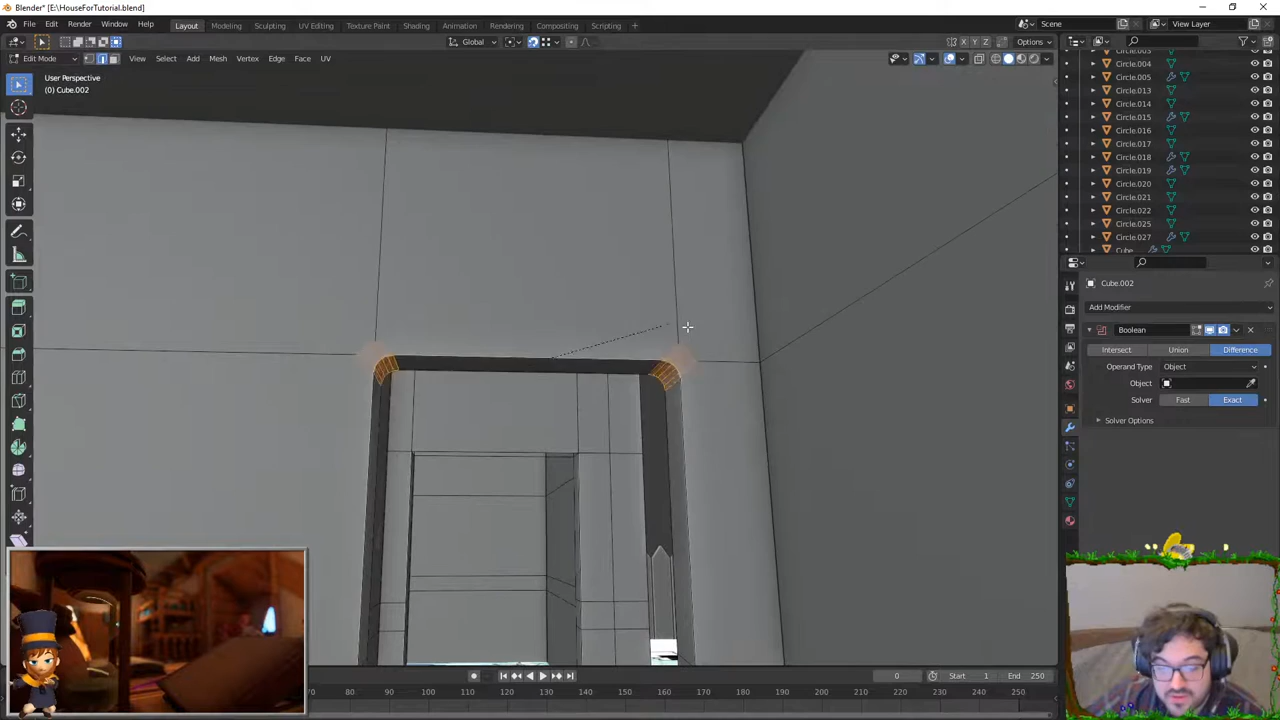 Blender* [E:\HouseForTutorial.blend]
File Edit Render Window Help Layout Modeling Sculpting UV Editing Texture Paint Shading Animation Rendering Compositing Scripting Scene View Layer
Global Options
Edit Mode View Select Add Mesh Vertex Edge Face UV X Y Z
User Perspective
(0) Cube.002
Circle.003
Circle.004
Circle.005
Circle.013
Circle.014
Circle.015
Circle.016
Circle.017
Circle.018
Circle.019
Circle.020
Circle.021
Circle.022
Circle.025
Circle.027
Cube
Cube.002
Add Modifier
Boolean
Intersect Union Difference
Operand Type Object
Object
Solver Fast Exact
Solver Options
0 Start 1 End 250
70 80 90 100 110 120 130 140 150 160 170 180 190 200 210 220 230 240 250